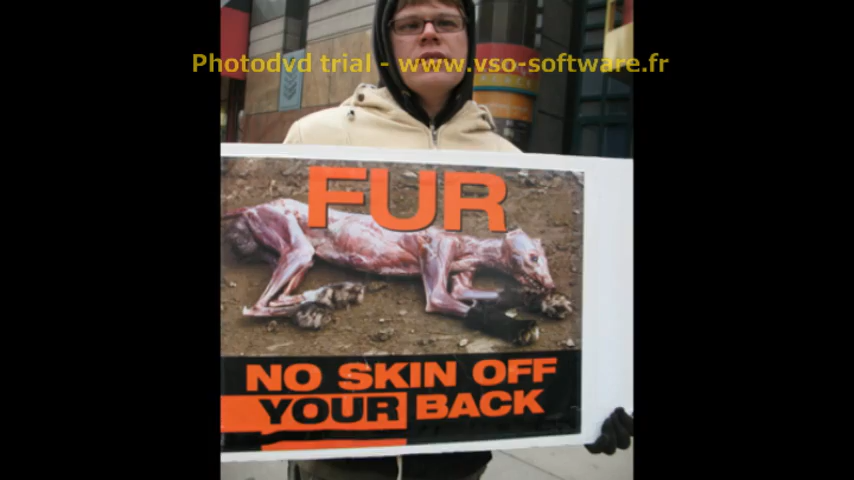 Photodvd trial - www.vso-software.fr
FUR
NO SKIN OFF
YOUR BACK